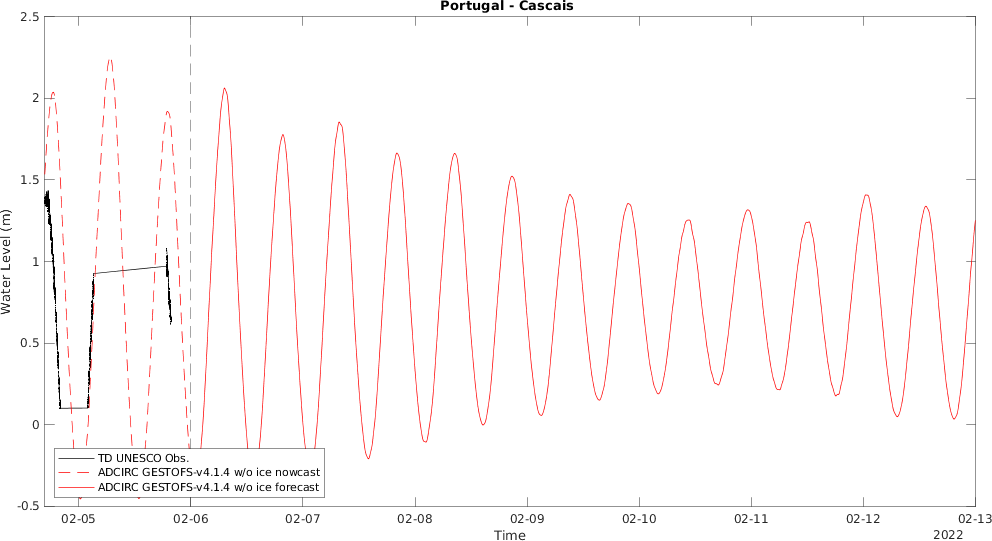 Portugal - Cascais
2.5
2
1.5
1
0.5
0
-0.5
Water Level (m)
TD UNESCO Obs.
ADCIRC GESTOFS-v4.1.4 w/o ice nowcast
ADCIRC GESTOFS-v4.1.4 w/o ice forecast
02-05 02-06 02-07 02-08 02-09 02-10 02-11 02-12 02-13
Time
2022